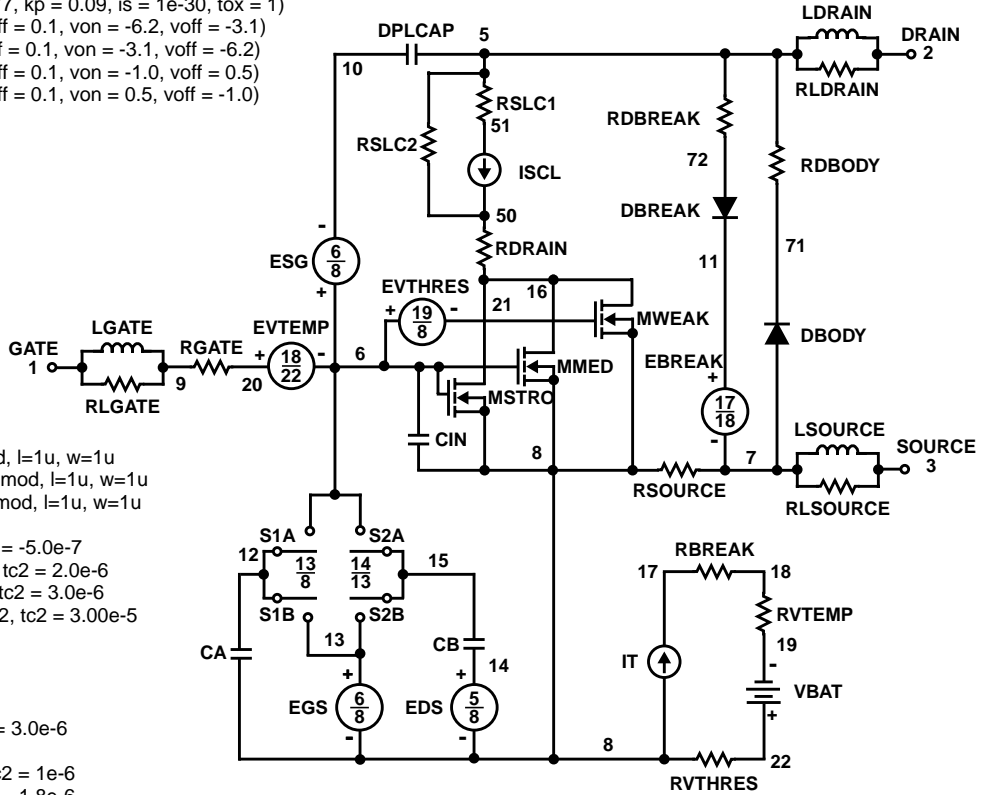 7, kp = 0.09, is = 1e-30, tox = 1)
ff = 0.1, von = -6.2, voff = -3.1)
f = 0.1, von = -3.1, voff = -6.2)
ff = 0.1, von = -1.0, voff = 0.5)
ff = 0.1, von = 0.5, voff = -1.0)
DPLCAP
5
10
LDRAIN
DRAIN
2
RLDRAIN
RSLC1
51
RSLC2
ISCL
50
RDRAIN
RDBREAK
72
DBREAK
11
RDBODY
71
DBODY
ESG
-
6
8
+
EVTHRES
+
19
8
-
21
16
MWEAK
MMED
MSTRO
EBREAK
+
17
18
-
GATE
1
LGATE
RLGATE
9
RGATE
20
EVTEMP
+
18
22
-
6
CIN
8
RSOURCE
7
LSOURCE
RLSOURCE
SOURCE
3
d, l=1u, w=1u
mod, l=1u, w=1u
mod, l=1u, w=1u
= -5.0e-7
tc2 = 2.0e-6
tc2 = 3.0e-6
2, tc2 = 3.00e-5
= 3.0e-6
c2 = 1e-6
S1A
S2A
12
13
8
14
13
15
S1B
S2B
13
CA
CB
14
EGS
+
6
8
-
EDS
+
5
8
-
8
RBREAK
17
18
RVTEMP
19
IT
-
VBAT
+
22
RVTHRES